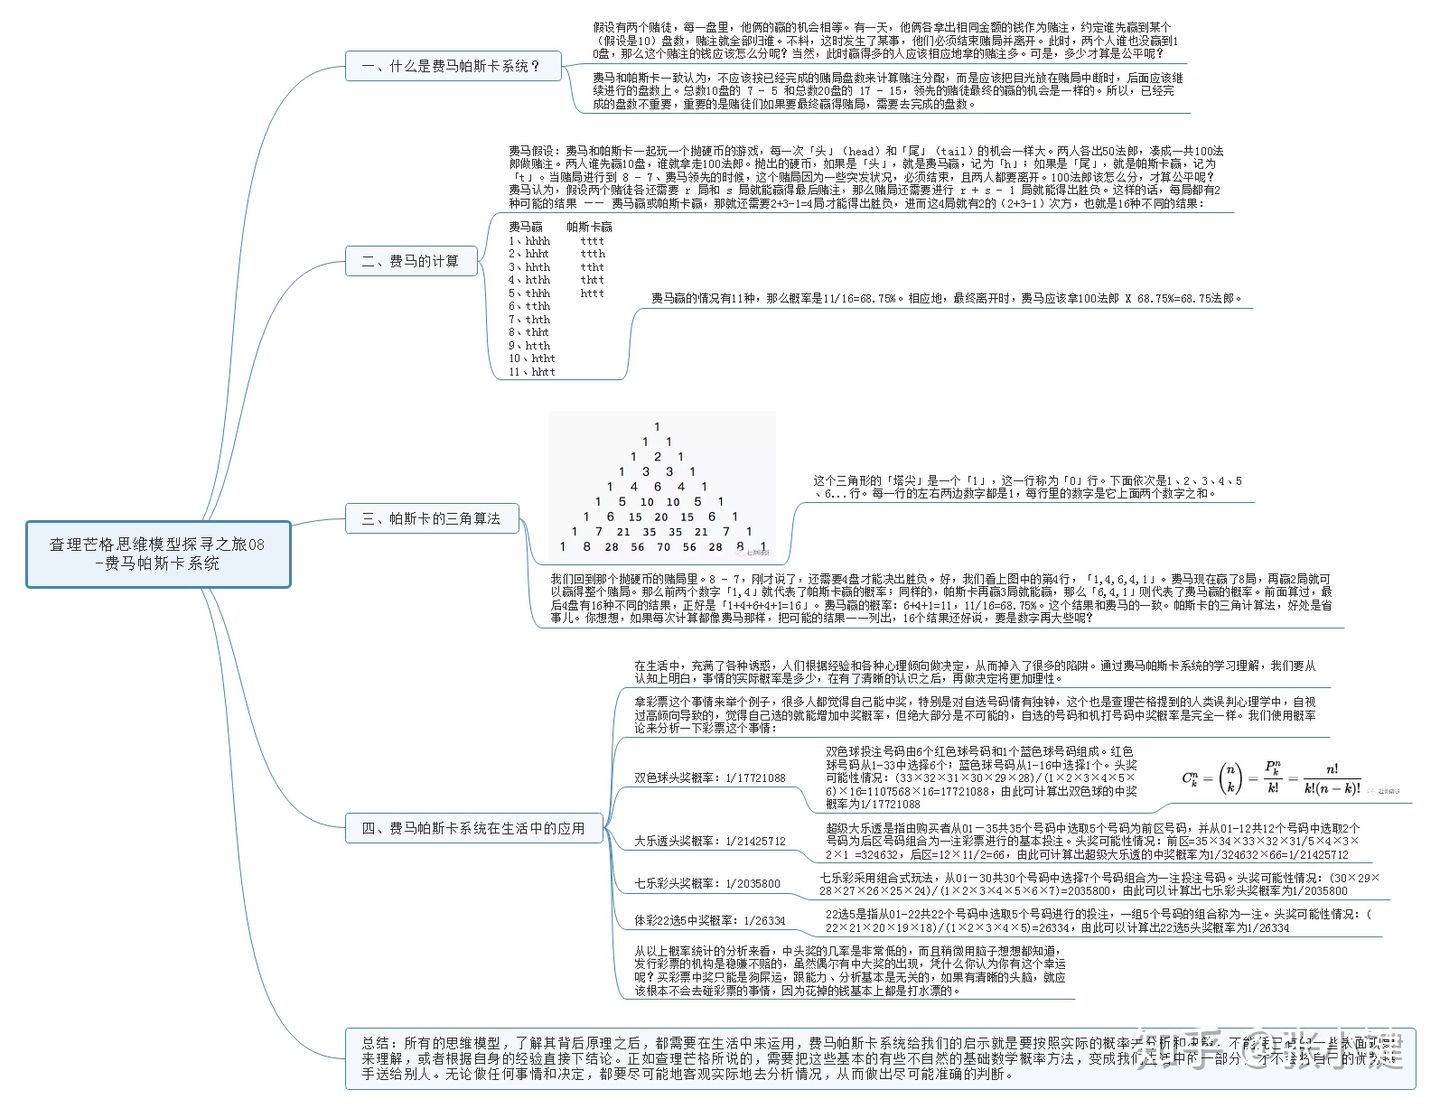 查理芒格思维模型探寻之旅08
-费马帕斯卡系统
一、什么是费马帕斯卡系统？
假设有两个赌徒，每一盘里，他俩的赢的机会相等。有一天，他俩各拿出相同金额的钱作为赌注，约定谁先赢到某个
（假设是10）盘数，赌注就全部归谁。不料，这时发生了某事，他们必须结束赌局并离开。此时，两个人谁也没赢到1
0盘，那么这个赌注的钱应该怎么分呢？当然，此时赢得多的人应该相应地拿的赌注多。可是，多少才算是公平呢？
费马和帕斯卡一致认为，不应该按已经完成的赌局盘数来计算赌注分配，而是应该把目光放在赌局中断时，后面应该继
续进行的盘数上。总数10盘的 7 - 5 和总数20盘的 17 - 15，领先的赌徒最终的赢的机会是一样的。所以，已经完
成的盘数不重要，重要的是赌徒们如果要最终赢得赌局，需要去完成的盘数。
二、费马的计算
费马假设：费马和帕斯卡一起玩一个抛硬币的游戏，每一次「头」（head）和「尾」（tail）的机会一样大。两人各出50法郎，凑成一共100法
郎做赌注。两人谁先赢10盘，谁就拿走100法郎。抛出的硬币，如果是「头」，就是费马赢，记为「h」；如果是「尾」，就是帕斯卡赢，记为
「t」。当赌局进行到 8 - 7、费马领先的时候，这个赌局因为一些突发状况，必须结束，且两人都要离开。100法郎该怎么分，才算公平呢？
费马认为，假设两个赌徒各还需要 r 局和 s 局就能赢得最后赌注，那么赌局还需要进行 r + s - 1 局就能得出胜负。这样的话，每局都有2
种可能的结果 —— 费马赢或帕斯卡赢，那就还需要2+3-1=4局才能得出胜负，进而这4局就有2的（2+3-1）次方，也就是16种不同的结果：
费马赢 帕斯卡赢
1、hhhh tttt
2、hhht ttth
3、hhth ttht
4、hthh thtt
5、thhh httt
6、tthh
7、thth
8、thht
9、htth
10、htht
11、hhtt
费马赢的情况有11种，那么概率是11/16=68.75%。相应地，最终离开时，费马应该拿100法郎 X 68.75%=68.75法郎。
三、帕斯卡的三角算法
1
1 1
1 2 1
1 3 3 1
1 4 6 4 1
1 5 10 10 5 1
1 6 15 20 15 6 1
1 7 21 35 35 21 7 1
1 8 28 56 70 56 28 8 1
这个三角形的「塔尖」是一个「1」，这一行称为「0」行。下面依次是1、2、3、4、5
、6...行。每一行的左右两边数字都是1，每行里的数字是它上面两个数字之和。
我们回到那个抛硬币的赌局里。8 - 7，刚才说了，还需要4盘才能决出胜负。好，我们看上图中的第4行，「1,4,6,4,1」。费马现在赢了8局，再赢2局就可
以赢得整个赌局。那么前两个数字「1,4」就代表了帕斯卡赢的概率；同样的，帕斯卡再赢3局就能赢，那么「6,4,1」则代表了费马赢的概率。前面算过，最
后4盘有16种不同的结果，正好是「1+4+6+4+1=16」。费马赢的概率：6+4+1=11，11/16=68.75%。这个结果和费马的一致。帕斯卡的三角计算法，好处是省
事儿。你想想，如果每次计算都像费马那样，把可能的结果一一列出，16个结果还好说，要是数字再大些呢？
四、费马帕斯卡系统在生活中的应用
在生活中，充满了各种诱惑，人们根据经验和各种心理倾向做决定，从而掉入了很多的陷阱。通过费马帕斯卡系统的学习理解，我们要从
认知上明白，事情的实际概率是多少，在有了清晰的认识之后，再做决定将更加理性。
拿彩票这个事情来举个例子，很多人都觉得自己能中奖，特别是对自选号码情有独钟，这个也是查理芒格提到的人类误判心理学中，自视
过高倾向导致的，觉得自己选的就能增加中奖概率，但绝大部分是不可能的，自选的号码和机打号码中奖概率是完全一样。我们使用概率
论来分析一下彩票这个事情：
双色球头奖概率：1/17721088
双色球投注号码由6个红色球号码和1个蓝色球号码组成。红色
球号码从1-33中选择6个；蓝色球号码从1-16中选择1个。头奖
可能性情况：（33×32×31×30×29×28)/(1×2×3×4×5×
6)×16=1107568×16=17721088，由此可计算出双色球的中奖
概率为1/17721088
C_k^n = (n k) = P_k^n / k! = n! / k!(n − k)!
大乐透头奖概率：1/21425712
超级大乐透是指由购买者从01－35共35个号码中选取5个号码为前区号码，并从01-12共12个号码中选取2个
号码为后区号码组合为一注彩票进行的基本投注。头奖可能性情况：前区=35×34×33×32×31/5×4×3×
2×1 =324632，后区=12×11/2=66，由此可计算出超级大乐透的中奖概率为1/324632×66=1/21425712
七乐彩头奖概率：1/2035800
七乐彩采用组合式玩法，从01－30共30个号码中选择7个号码组合为一注投注号码。头奖可能性情况：(30×29×
28×27×26×25×24)/(1×2×3×4×5×6×7)=2035800，由此可以计算出七乐彩头奖概率为1/2035800
体彩22选5中奖概率：1/26334
22选5是指从01-22共22个号码中选取5个号码进行的投注，一组5个号码的组合称为一注。头奖可能性情况：(
22×21×20×19×18)/(1×2×3×4×5)=26334，由此可以计算出22选5头奖概率为1/26334
从以上概率统计的分析来看，中头奖的几率是非常低的，而且稍微用脑子想想都知道，
发行彩票的机构是稳赚不赔的，虽然偶尔有中大奖的出现，凭什么你认为你有这个幸运
呢？买彩票中奖只能是狗屎运，跟能力、分析基本是无关的，如果有清晰的头脑，就应
该根本不会去碰彩票的事情，因为花掉的钱基本上都是打水漂的。
总结：所有的思维模型，了解其背后原理之后，都需要在生活中来运用，费马帕斯卡系统给我们的启示就是要按照实际的概率去分析和
来理解，或者根据自身的经验直接下结论。正如查理芒格所说的，需要把这些基本的有些不自然的基础数学概率方法，变成我们生活中的一部分
手送给别人。无论做任何事情和决定，都要尽可能地客观实际地去分析情况，从而做出尽可能准确的判断。
知乎 @张小键